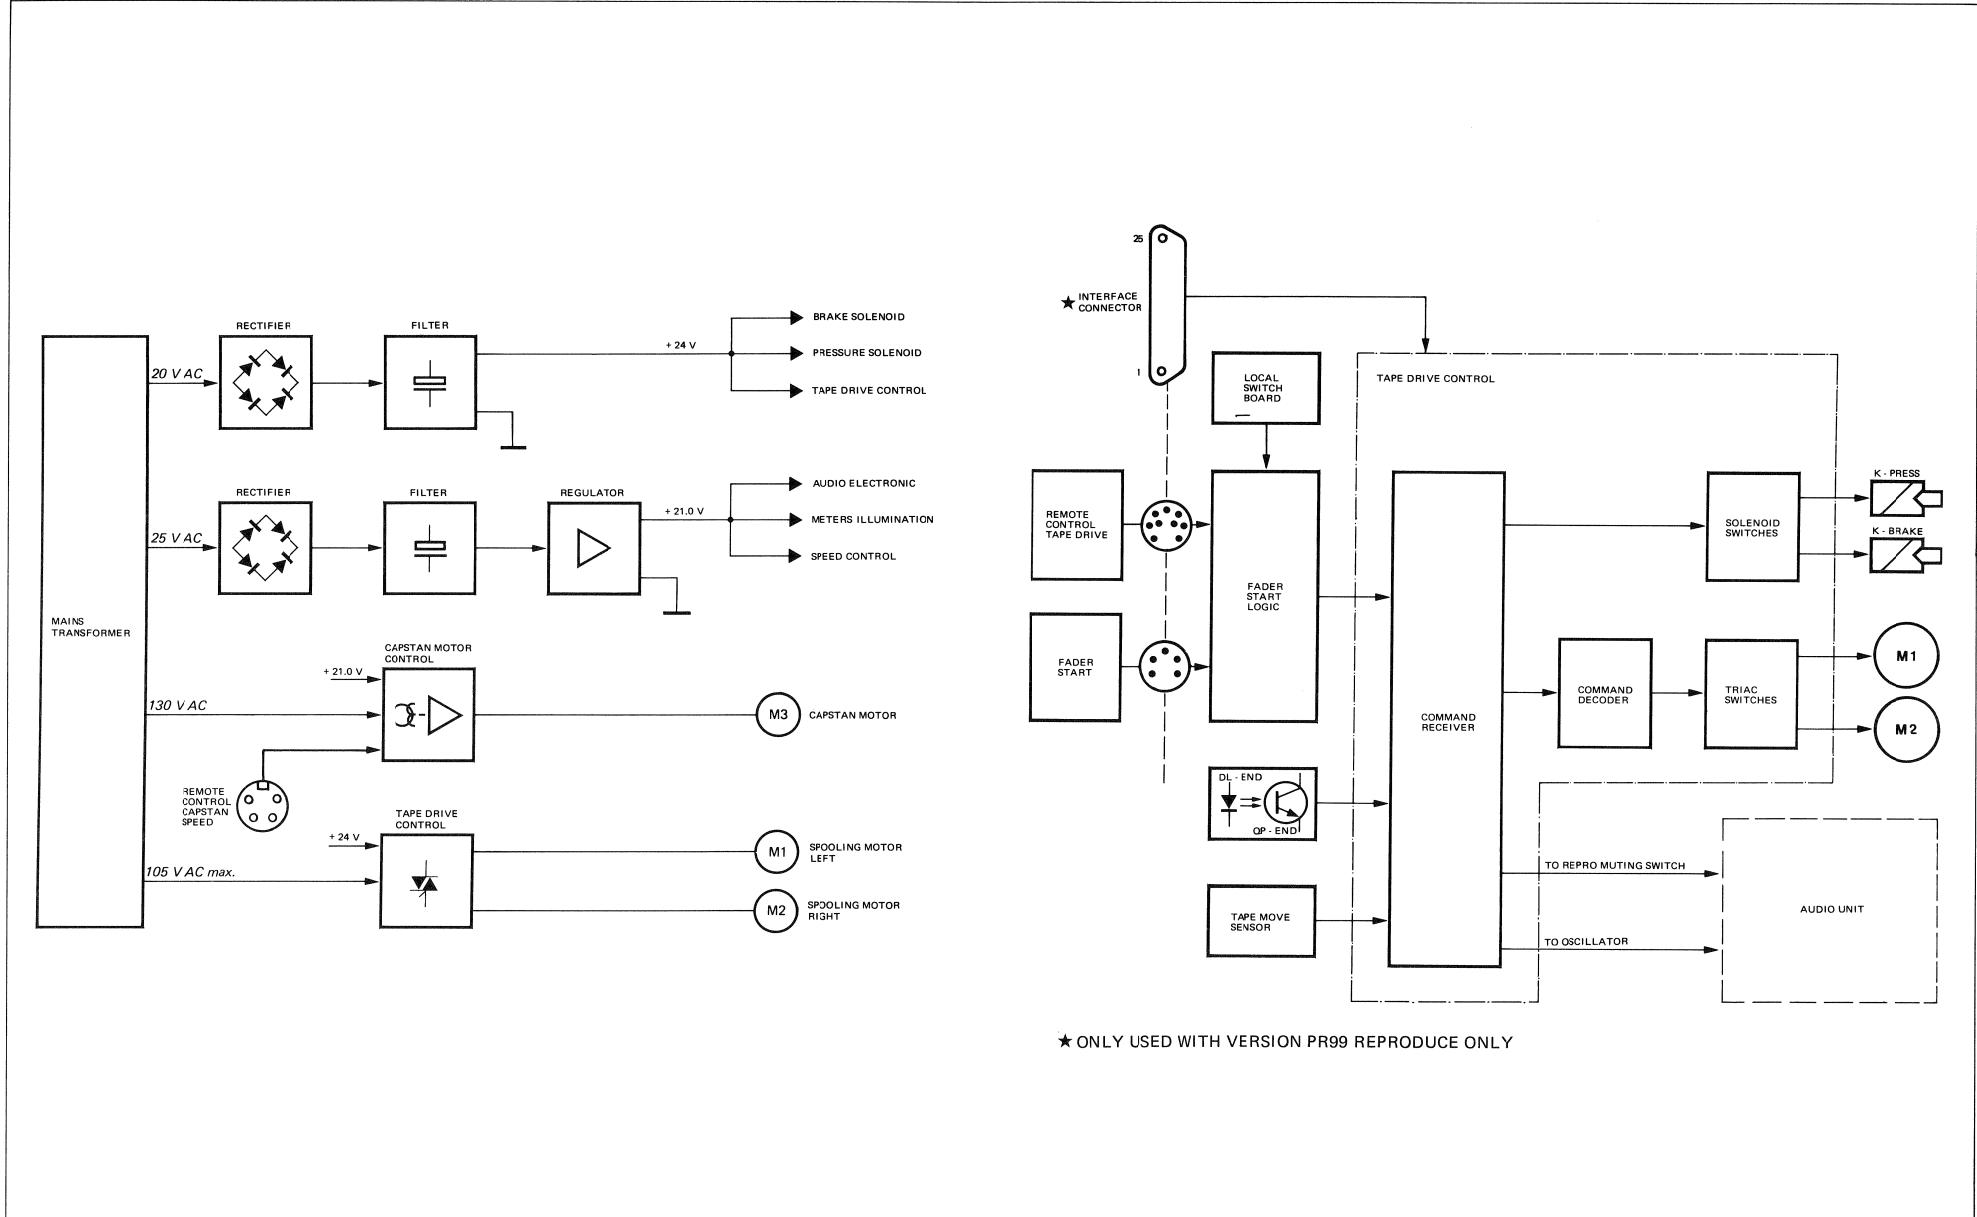 RECTIFIER
FILTER
BRAKE SOLENOID
+ 24 V
PRESSURE SOLENOID
20 V AC
TAPE DRIVE CONTROL
RECTIFIER
FILTER
REGULATOR
AUDIO ELECTRONIC
+ 21.0 V
METERS ILLUMINATION
25 V AC
SPEED CONTROL
MAINS
TRANSFORMER
CAPSTAN MOTOR
CONTROL
+ 21.0 V
130 V AC
M3
CAPSTAN MOTOR
REMOTE
CONTROL
CAPSTAN
SPEED
TAPE DRIVE
CONTROL
+ 24 V
105 V AC max.
M1
SPOOLING MOTOR
LEFT
M2
SPOOLING MOTOR
RIGHT
25
★ INTERFACE
CONNECTOR
1
LOCAL
SWITCH
BOARD
TAPE DRIVE CONTROL
REMOTE
CONTROL
TAPE DRIVE
FADER
START
LOGIC
FADER
START
COMMAND
RECEIVER
SOLENOID
SWITCHES
K - PRESS
K - BRAKE
COMMAND
DECODER
TRIAC
SWITCHES
M1
M2
DL - END
QP - END
TAPE MOVE
SENSOR
TO REPRO MUTING SWITCH
TO OSCILLATOR
AUDIO UNIT
★ ONLY USED WITH VERSION PR99 REPRODUCE ONLY